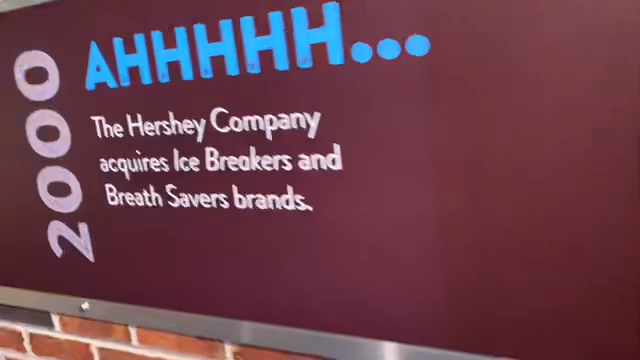 2000
AHHHHH...
The Hershey Company
acquires Ice Breakers and
Breath Savers brands.